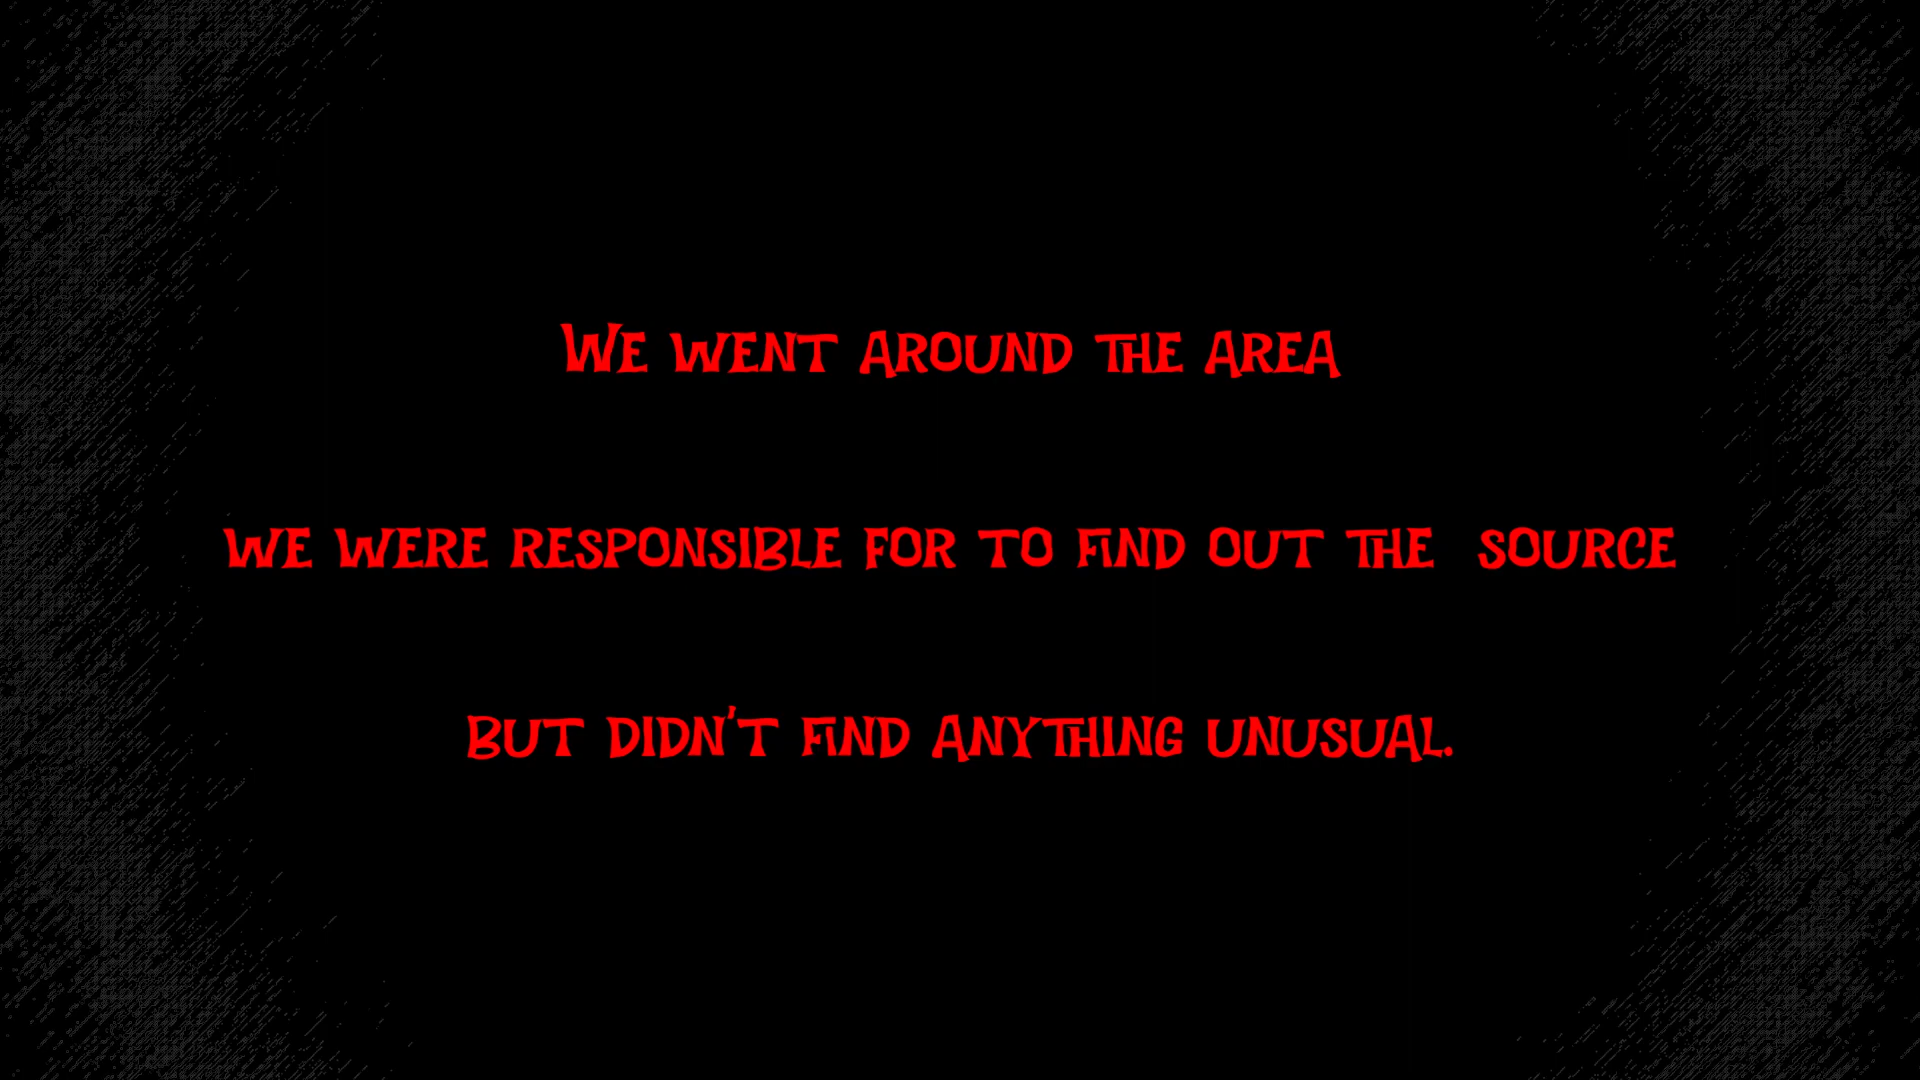 We went around the area
we were responsible for to find out the  source
but didn't find anything unusual.